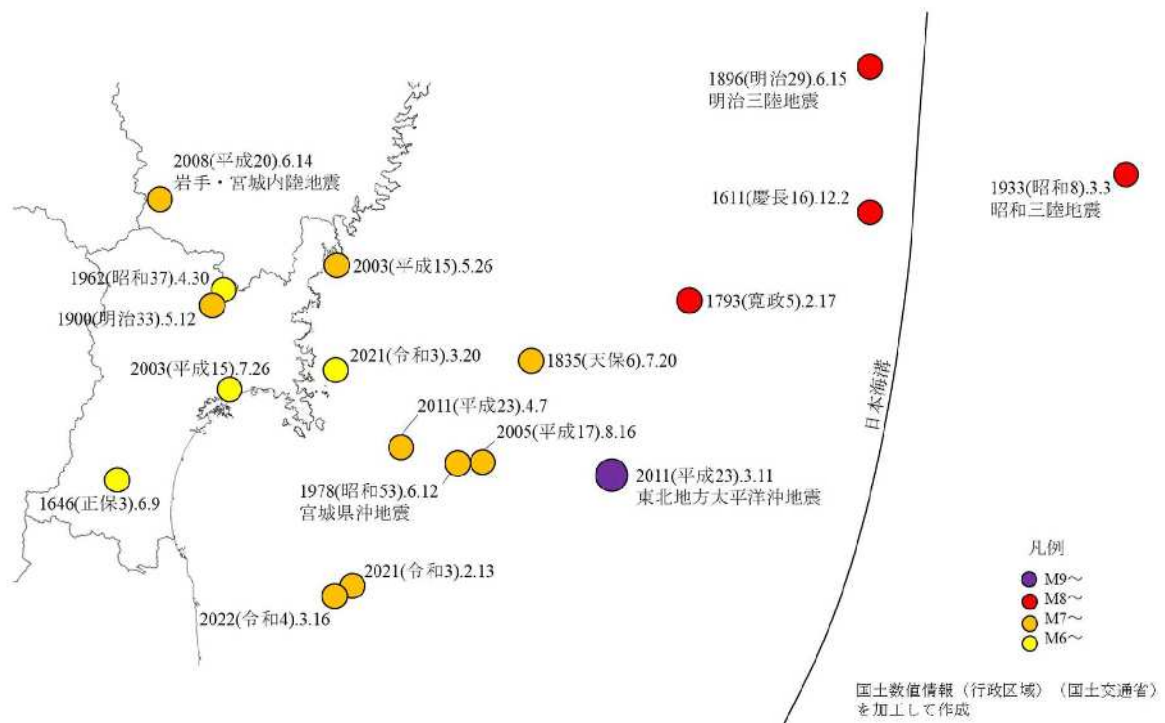 1896(明治29).6.15
明治三陸地震
2008(平成20).6.14
岩手・宮城内陸地震
1933(昭和8).3.3
昭和三陸地震
1611(慶長16).12.2
2003(平成15).5.26
1962(昭和37).4.30
1900(明治33).5.12
1793(寛政5).2.17
2021(令和3).3.20
1835(天保6).7.20
2003(平成15).7.26
日本海溝
2011(平成23).4.7
2005(平成17).8.16
1978(昭和53).6.12
宮城県沖地震
2011(平成23).3.11
東北地方太平洋沖地震
1646(正保3).6.9
2021(令和3).2.13
2022(令和4).3.16
凡例
M9～
M8～
M7～
M6～
国土数値情報（行政区域）（国土交通省）
を加工して作成